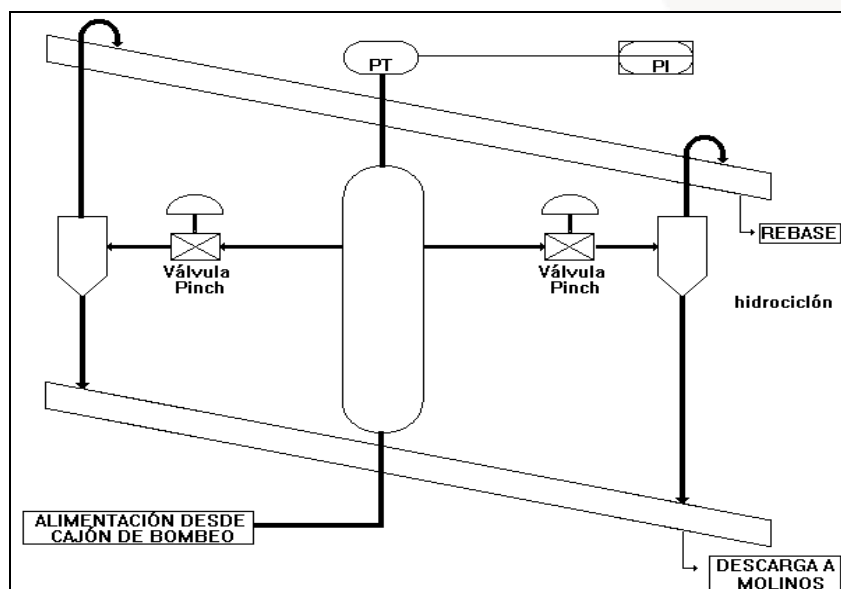 PT
PI
REBASE
Válvula
Pinch
Válvula
Pinch
hidrociclón
ALIMENTACIÓN DESDE
CAJÓN DE BOMBEO
DESCARGA A
MOLINOS